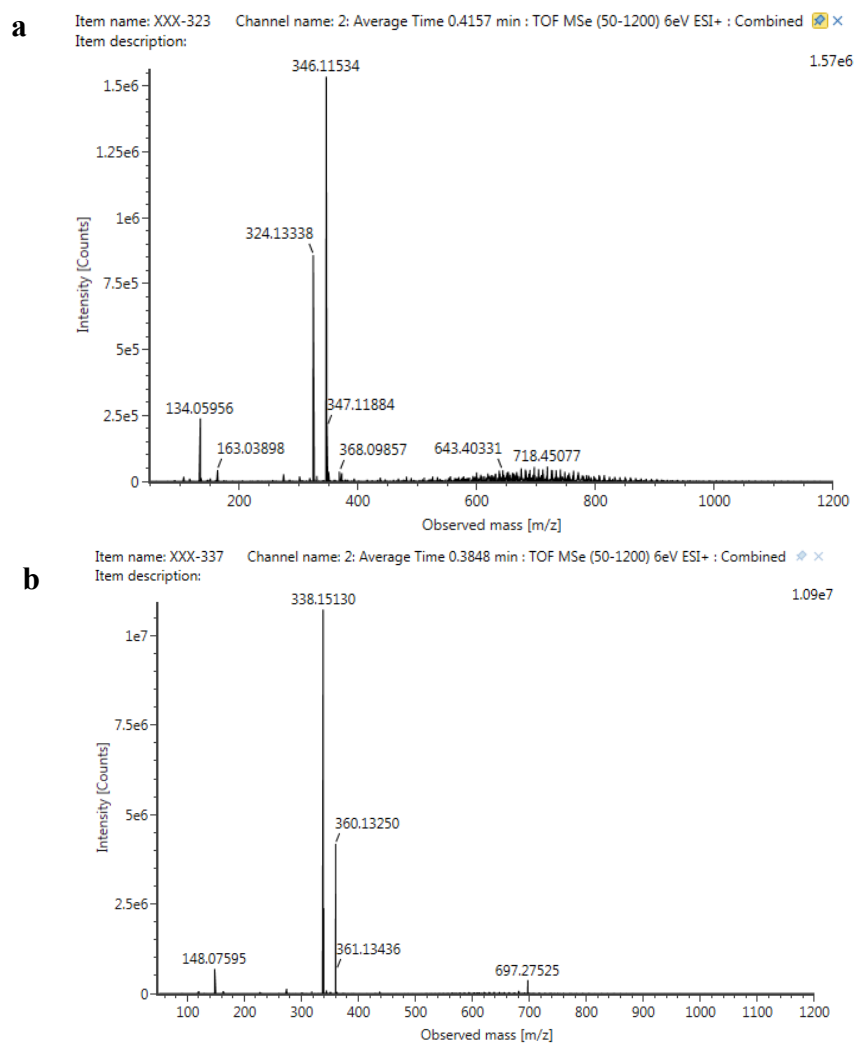 a
Item name: XXX-323 Channel name: 2: Average Time 0.4157 min : TOF MSe (50-1200) 6eV ESI+ : Combined
Item description:
1.57e6
346.11534
1.5e6
1.25e6
1e6
324.13338
7.5e5
5e5
2.5e5
134.05956
163.03898
347.11884
368.09857
643.40331
718.45077
0
Intensity [Counts]
200 400 600 800 1000 1200
Observed mass [m/z]
b
Item name: XXX-337 Channel name: 2: Average Time 0.3848 min : TOF MSe (50-1200) 6eV ESI+ : Combined
Item description:
1.09e7
338.15130
1e7
7.5e6
5e6
360.13250
2.5e6
361.13436
148.07595
697.27525
0
Intensity [Counts]
100 200 300 400 500 600 700 800 900 1000 1100 1200
Observed mass [m/z]